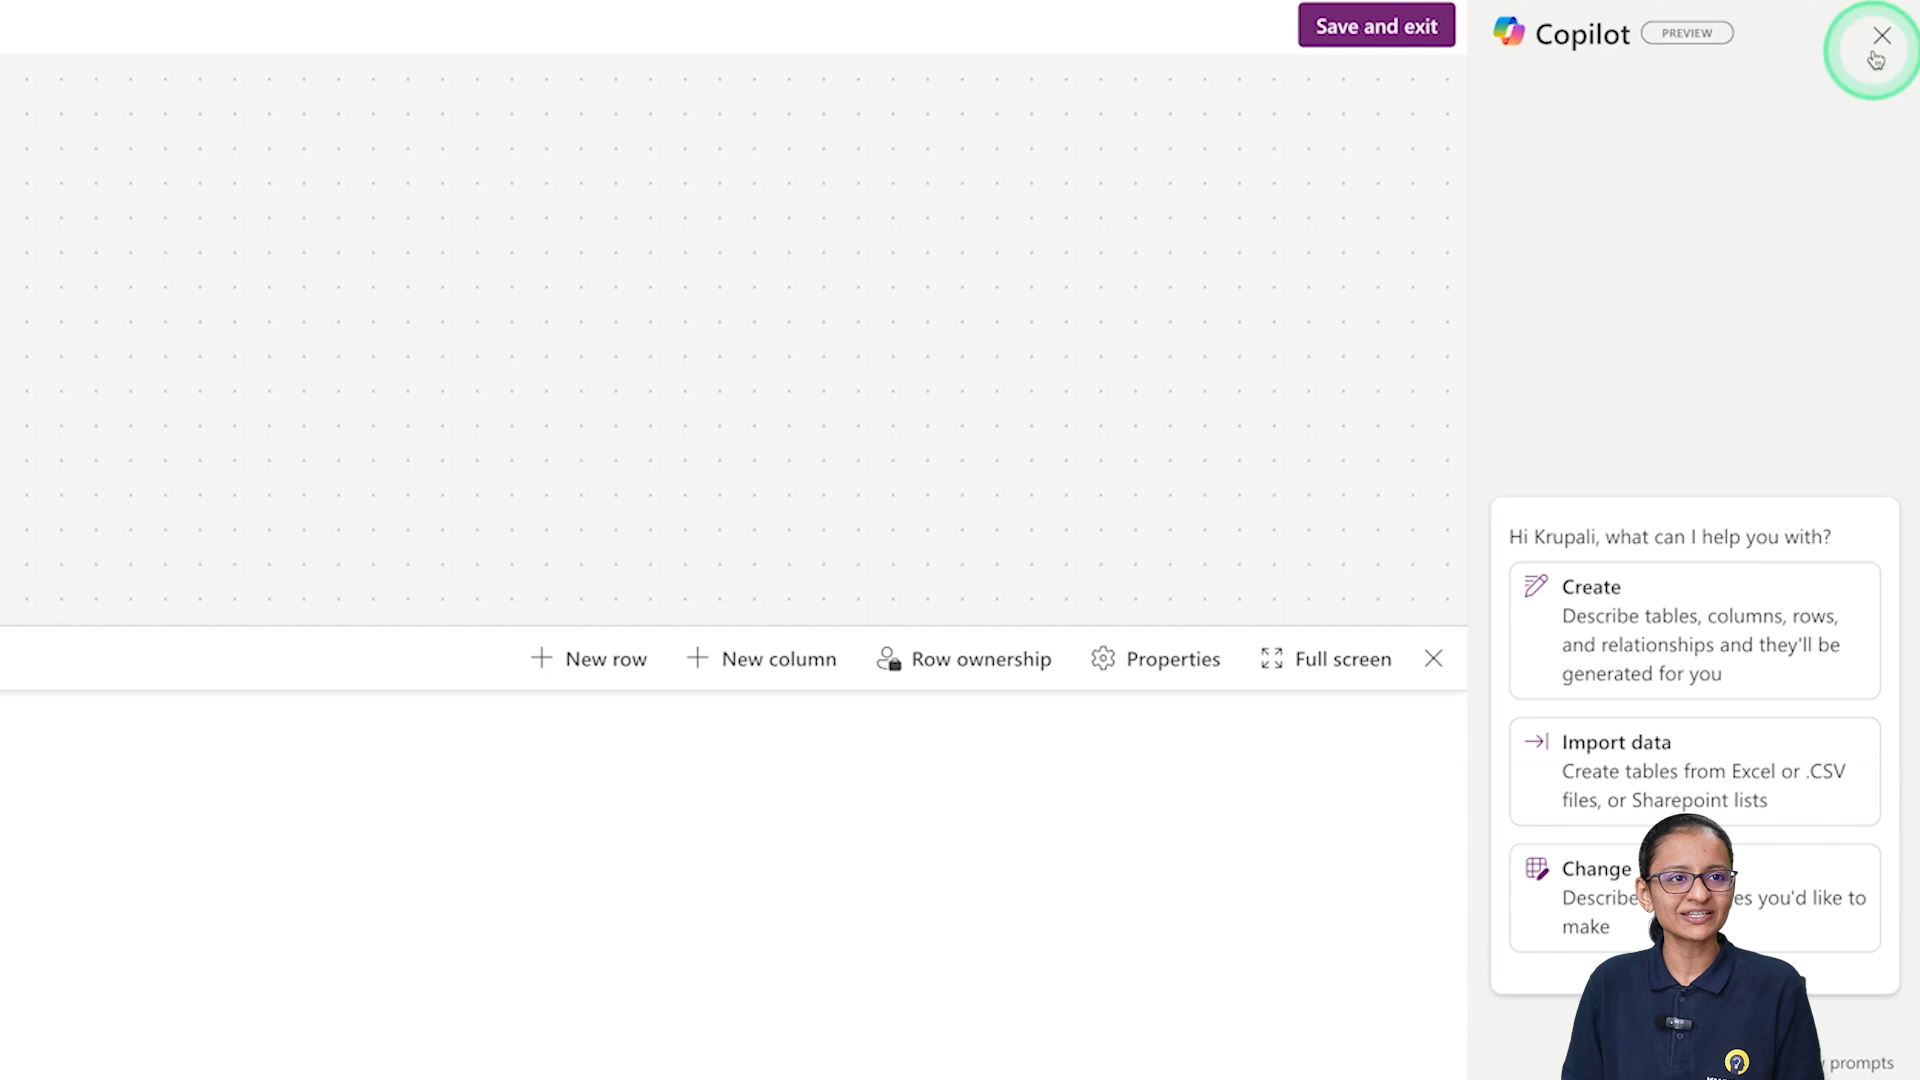 Save and exit
Copilot PREVIEW
New row
New column
Row ownership
Properties
Full screen
Hi Krupali, what can I help you with?
Create
Describe tables, columns, rows,
and relationships and they'll be
generated for you
Import data
Create tables from Excel or .CSV
files, or Sharepoint lists
Change
Describe you'd like to
make
prompts